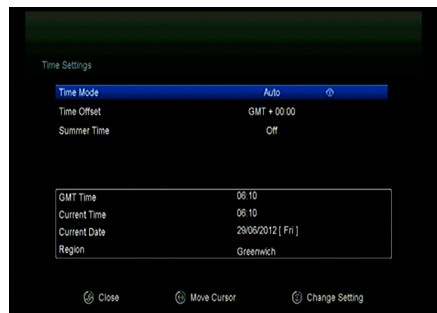 Time Settings
Time Mode Auto
Time Offset GMT + 00:00
Summer Time Off
GMT Time 06:10
Current Time 06:10
Current Date 29/06/2012 [ Fri ]
Region Greenwich
Close Move Cursor Change Setting